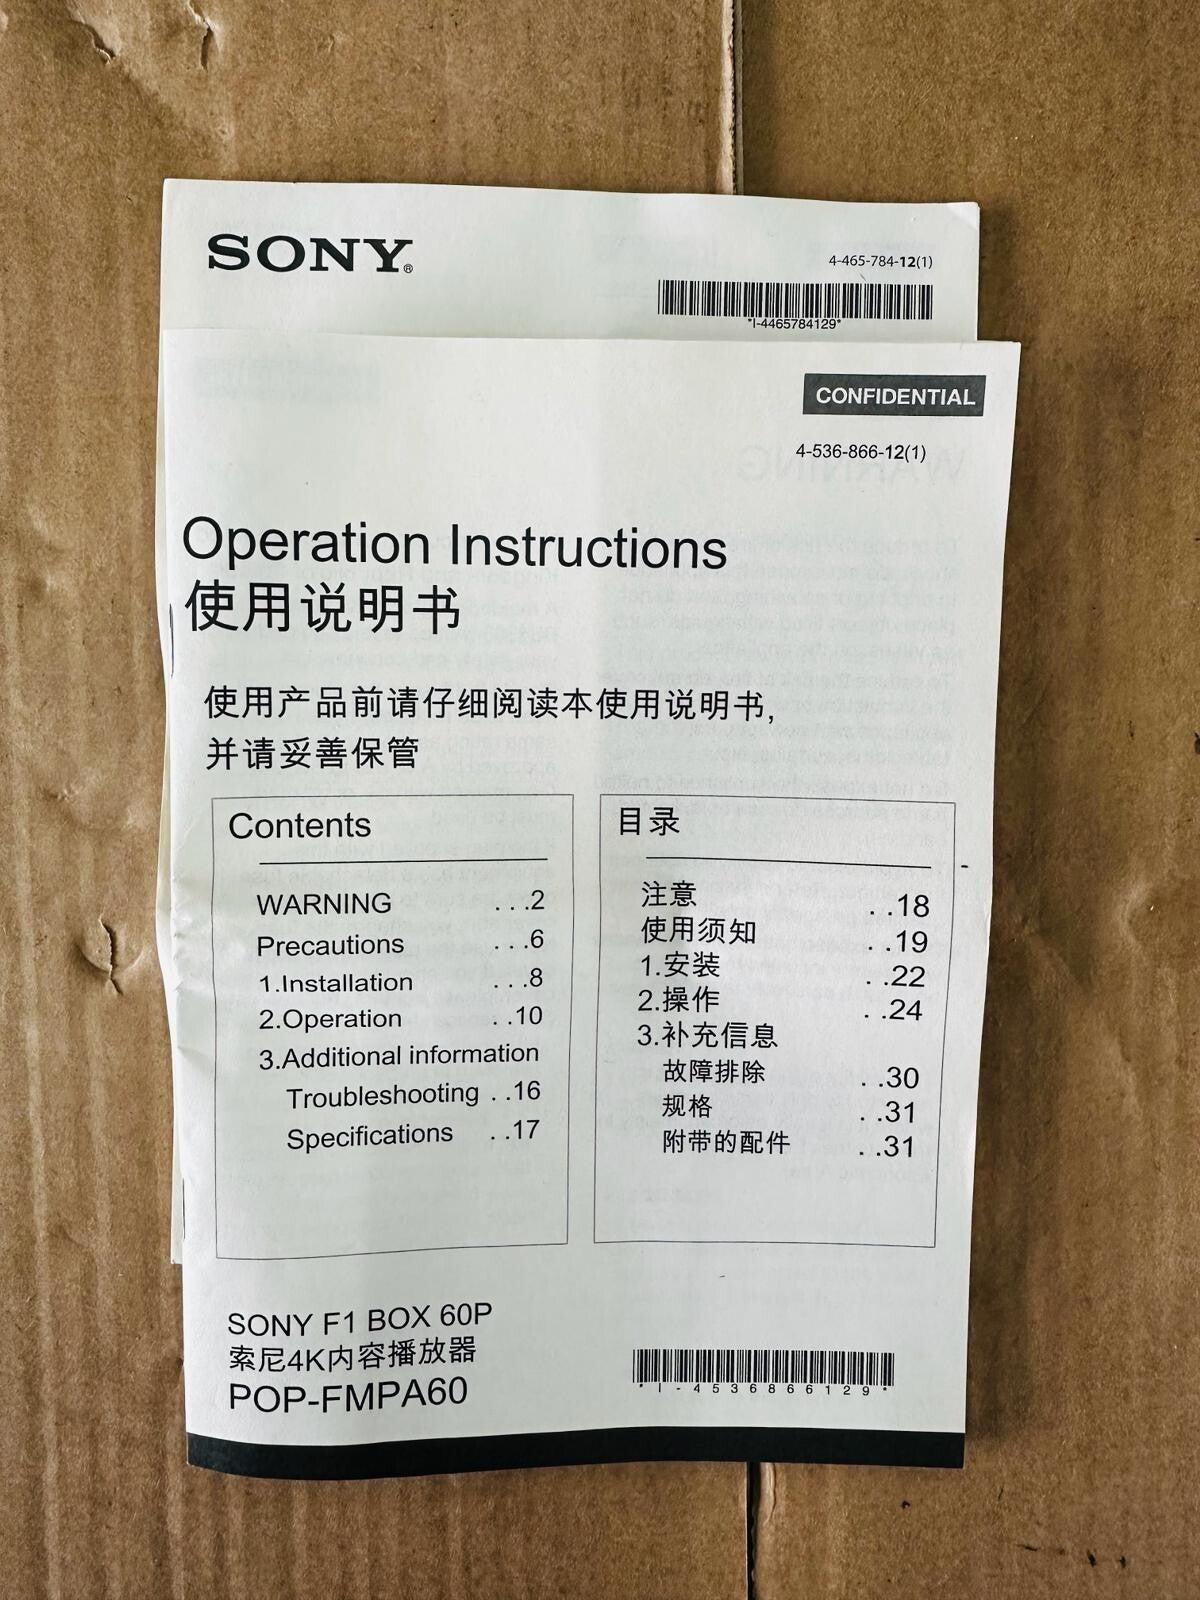 SONY®
4-465-784-12(1)
*I-4465784129*
CONFIDENTIAL
4-536-866-12(1)
Operation Instructions
使用说明书
使用产品前请仔细阅读本使用说明书,
并请妥善保管
Contents
WARNING ...2
Precautions ...6
1.Installation ...8
2.Operation ..10
3.Additional information
Troubleshooting ..16
Specifications ..17
目录
注意 ..18
使用须知 ..19
1.安装 ..22
2.操作 ..24
3.补充信息
故障排除 ..30
规格 ..31
附带的配件 ..31
SONY F1 BOX 60P
索尼4K内容播放器
POP-FMPA60
*I-4536866129*